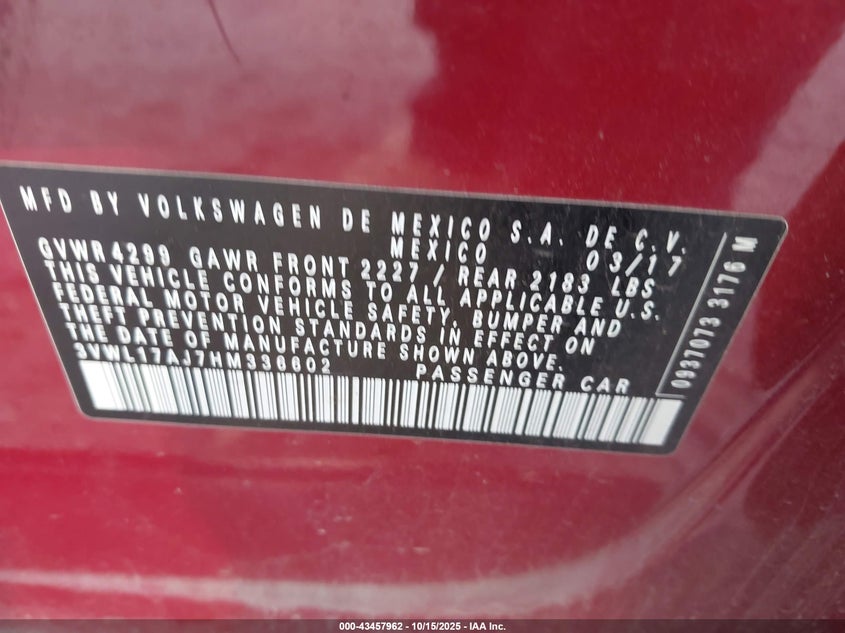 MFD BY VOLKSWAGEN DE MEXICO S.A. DE C.V.
MEXICO 03/17
GVWR 4299 GAWR FRONT 2227 / REAR 2183 LBS
THIS VEHICLE CONFORMS TO ALL APPLICABLE U.S.
FEDERAL MOTOR VEHICLE SAFETY, BUMPER AND
THEFT PREVENTION STANDARDS IN EFFECT ON
THE DATE OF MANUFACTURE SHOWN ABOVE.
3VWL17AJ7HM336602 PASSENGER CAR
0937073 3176 M
000-43457962 - 10/15/2025 - IAA Inc.